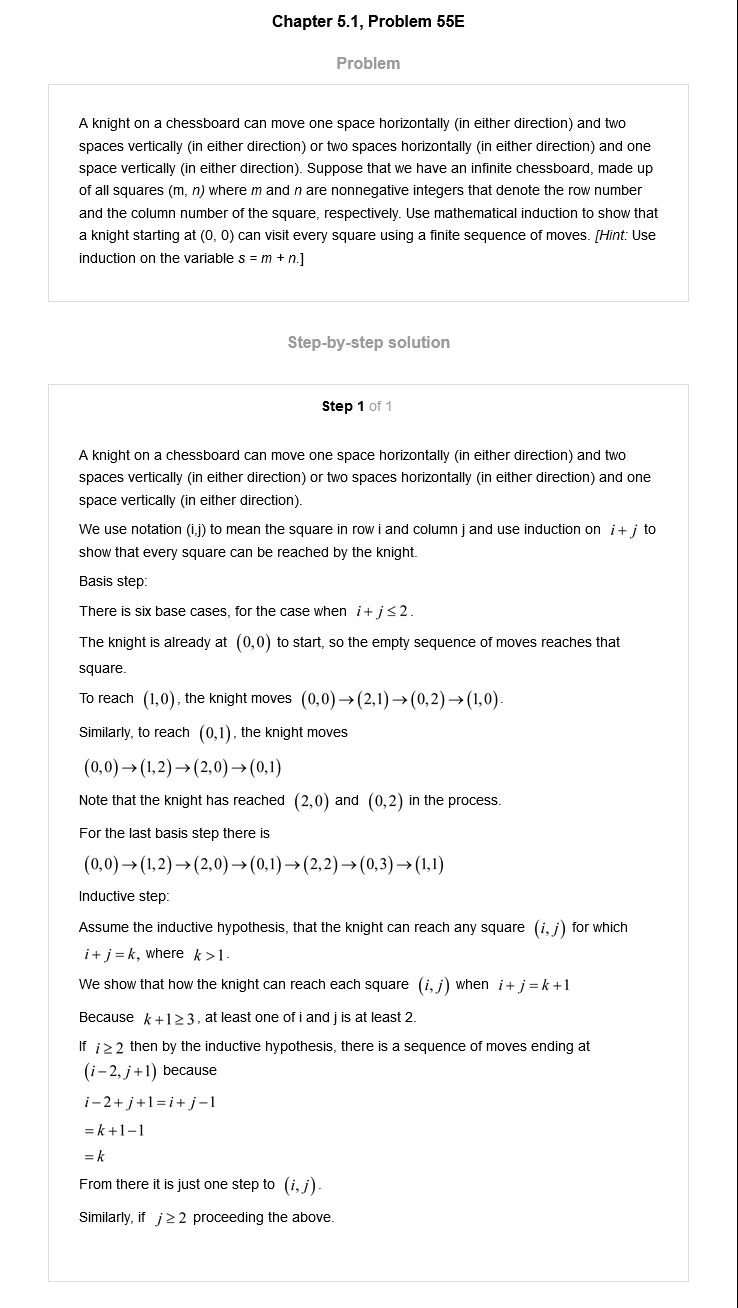 Chapter 5.1, Problem 55E
Problem
A knight on a chessboard can move one space horizontally (in either direction) and two
spaces vertically (in either direction) or two spaces horizontally (in either direction) and one
space vertically (in either direction). Suppose that we have an infinite chessboard, made up
of all squares (m, n) where m and n are nonnegative integers that denote the row number
and the column number of the square, respectively. Use mathematical induction to show that
a knight starting at (0, 0) can visit every square using a finite sequence of moves. [Hint: Use
induction on the variable s = m + n.]
Step-by-step solution
Step 1 of 1
A knight on a chessboard can move one space horizontally (in either direction) and two
spaces vertically (in either direction) or two spaces horizontally (in either direction) and one
space vertically (in either direction).
We use notation (i,j) to mean the square in row i and column j and use induction on i + j to
show that every square can be reached by the knight.
Basis step:
There is six base cases, for the case when i + j ≤ 2.
The knight is already at (0,0) to start, so the empty sequence of moves reaches that
square.
To reach (1,0), the knight moves (0,0)→(2,1)→(0,2)→(1,0).
Similarly, to reach (0,1), the knight moves
(0,0)→(1,2)→(2,0)→(0,1)
Note that the knight has reached (2,0) and (0,2) in the process.
For the last basis step there is
(0,0)→(1,2)→(2,0)→(0,1)→(2,2)→(0,3)→(1,1)
Inductive step:
Assume the inductive hypothesis, that the knight can reach any square (i, j) for which
i + j = k, where k > 1.
We show that how the knight can reach each square (i, j) when i + j = k + 1
Because k + 1 ≥ 3, at least one of i and j is at least 2.
If i ≥ 2 then by the inductive hypothesis, there is a sequence of moves ending at
(i − 2, j + 1) because
i − 2 + j + 1 = i + j − 1
= k + 1 − 1
= k
From there it is just one step to (i, j).
Similarly, if j ≥ 2 proceeding the above.